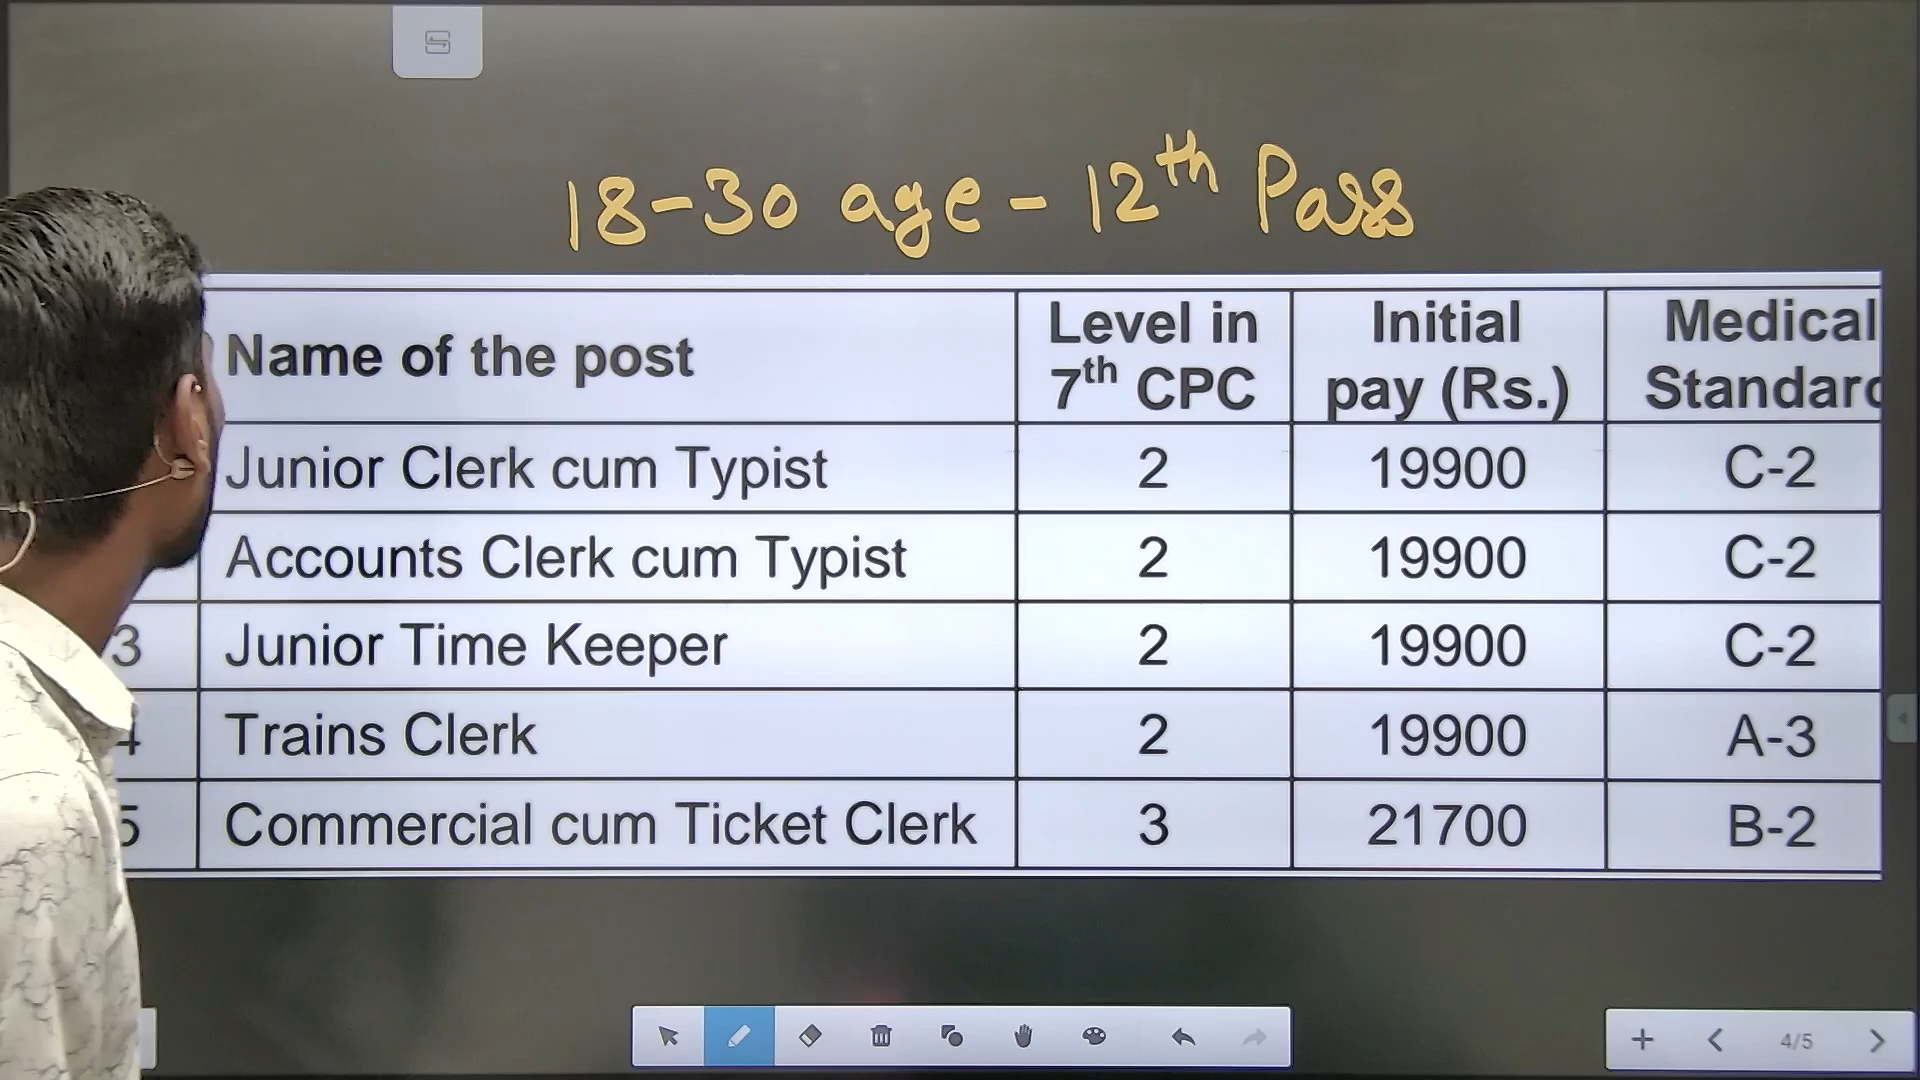 18-30 age - 12th Pass
Name of the post Level in 7th CPC Initial pay (Rs.) Medical Standard
Junior Clerk cum Typist 2 19900 C-2
Accounts Clerk cum Typist 2 19900 C-2
3 Junior Time Keeper 2 19900 C-2
4 Trains Clerk 2 19900 A-3
5 Commercial cum Ticket Clerk 3 21700 B-2
4/5